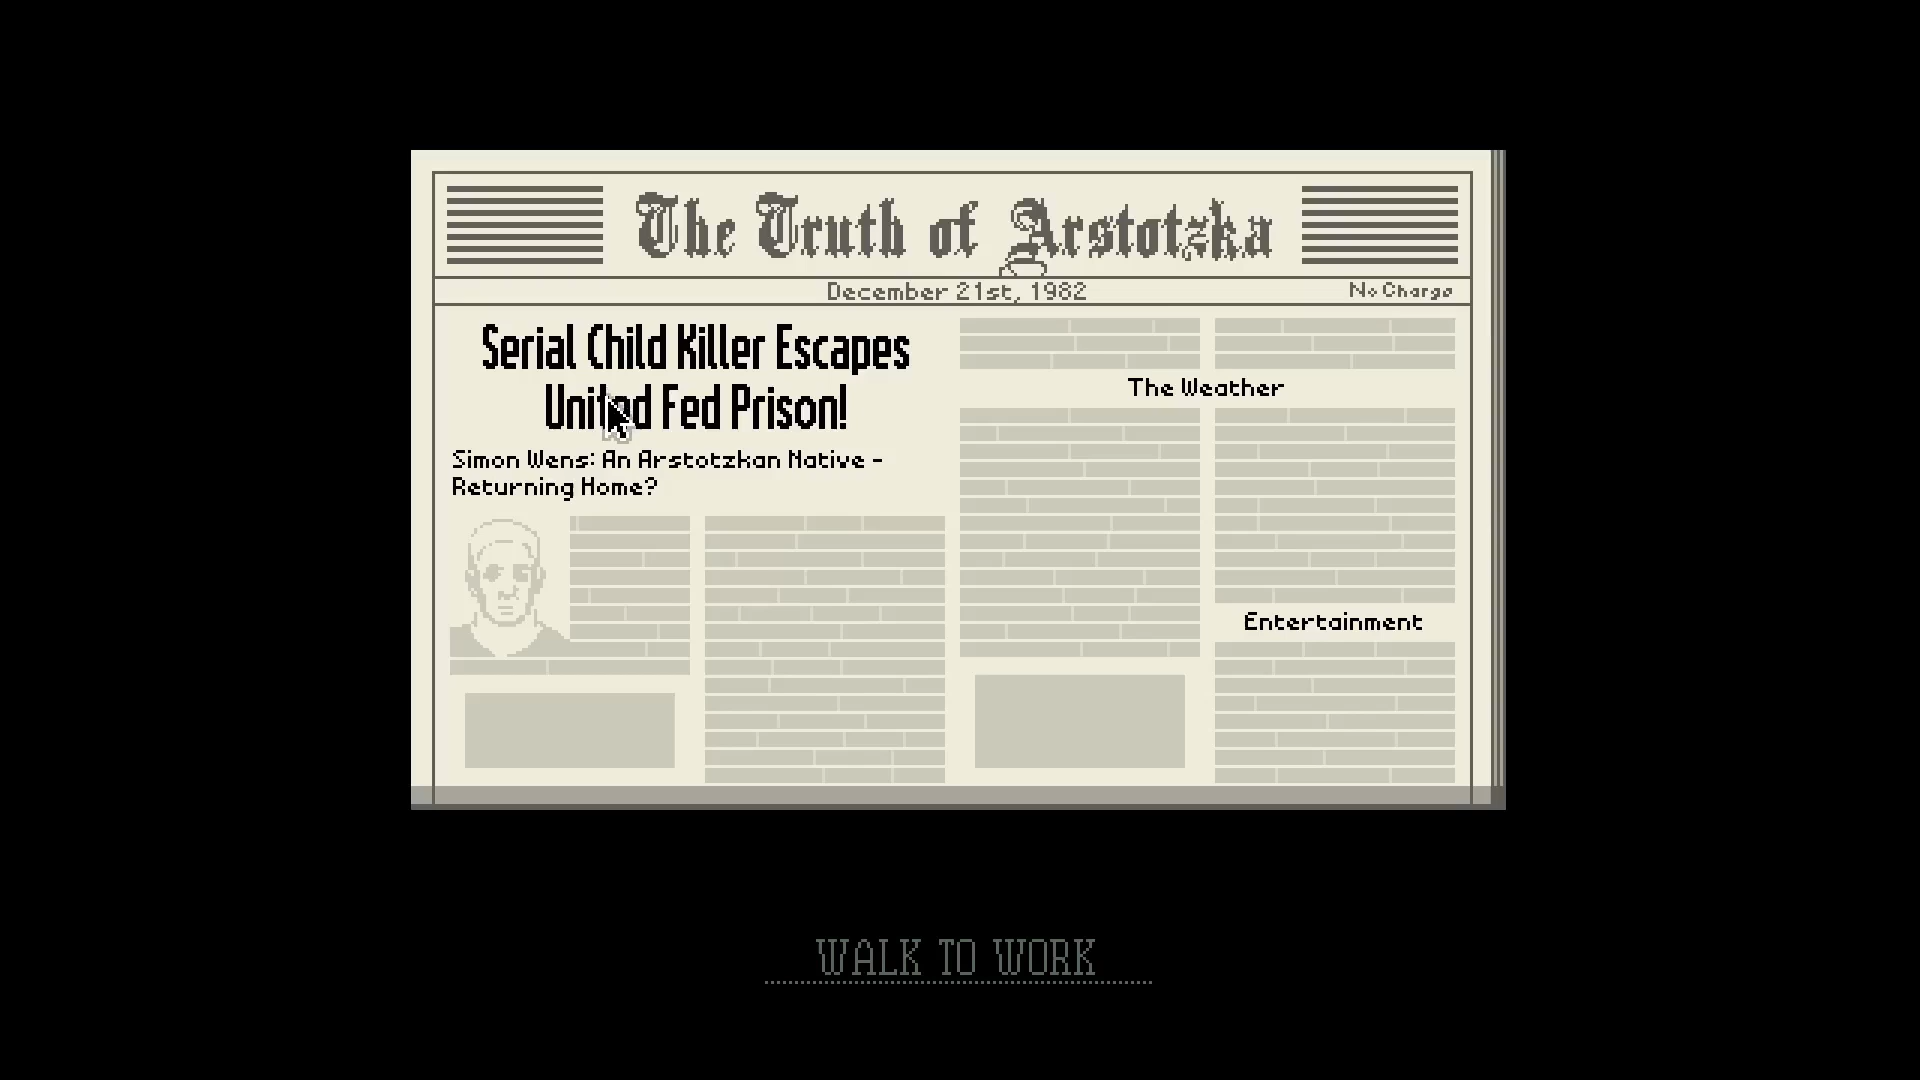 The Truth of Arstotzka
December 21st, 1982
No Charge
Serial Child Killer Escapes
United Fed Prison!
Simon Wens: An Arstotzkan Native -
Returning Home?
The Weather
Entertainment
WALK TO WORK